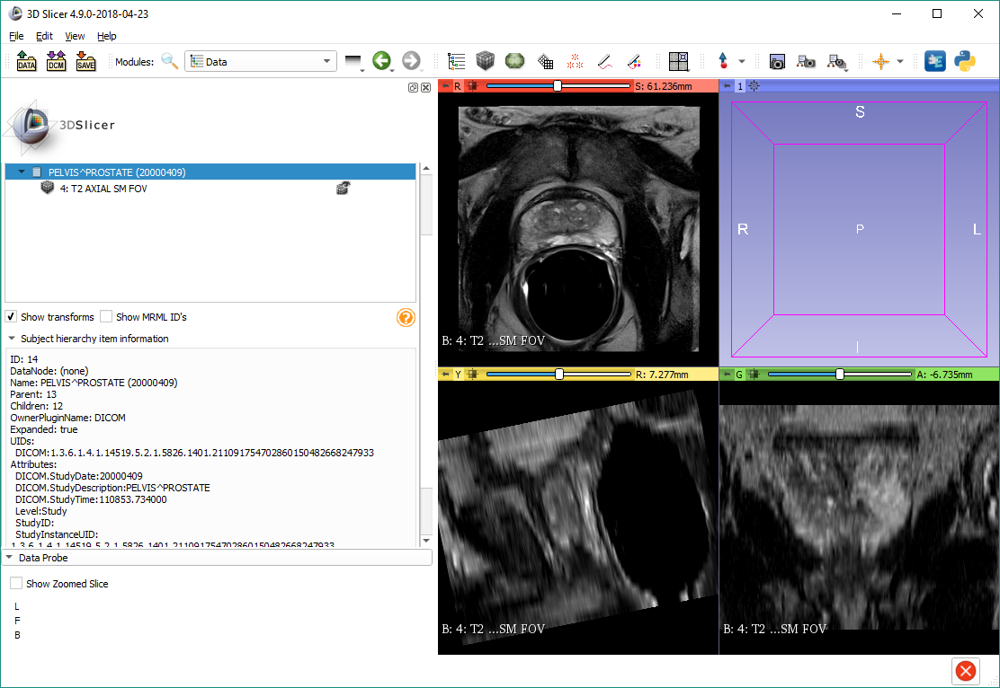 3D Slicer 4.9.0-2018-04-23
File Edit View Help
DATA DCM SAVE Modules: Data
3DSlicer
PELVIS^PROSTATE (20000409)
4: T2 AXIAL SM FOV
Show transforms Show MRML ID's
Subject hierarchy item information
ID: 14
DataNode: (none)
Name: PELVIS^PROSTATE (20000409)
Parent: 13
Children: 12
OwnerPluginName: DICOM
Expanded: true
UIDs:
DICOM:1.3.6.1.4.1.14519.5.2.1.5826.1401.211091754702860150482668247933
Attributes:
DICOM.StudyDate:20000409
DICOM.StudyDescription:PELVIS^PROSTATE
DICOM.StudyTime:110853.734000
Level:Study
StudyID:
StudyInstanceUID:
1.3.6.1.4.1.14519.5.2.1.5826.1401.211091754702860150482668247933
Data Probe
Show Zoomed Slice
L
F
B
R S: 61.236mm
B: 4: T2 ...SM FOV
1
S
R P L
I
Y R: 7.277mm
B: 4: T2 ...SM FOV
G A: -6.735mm
B: 4: T2 ...SM FOV